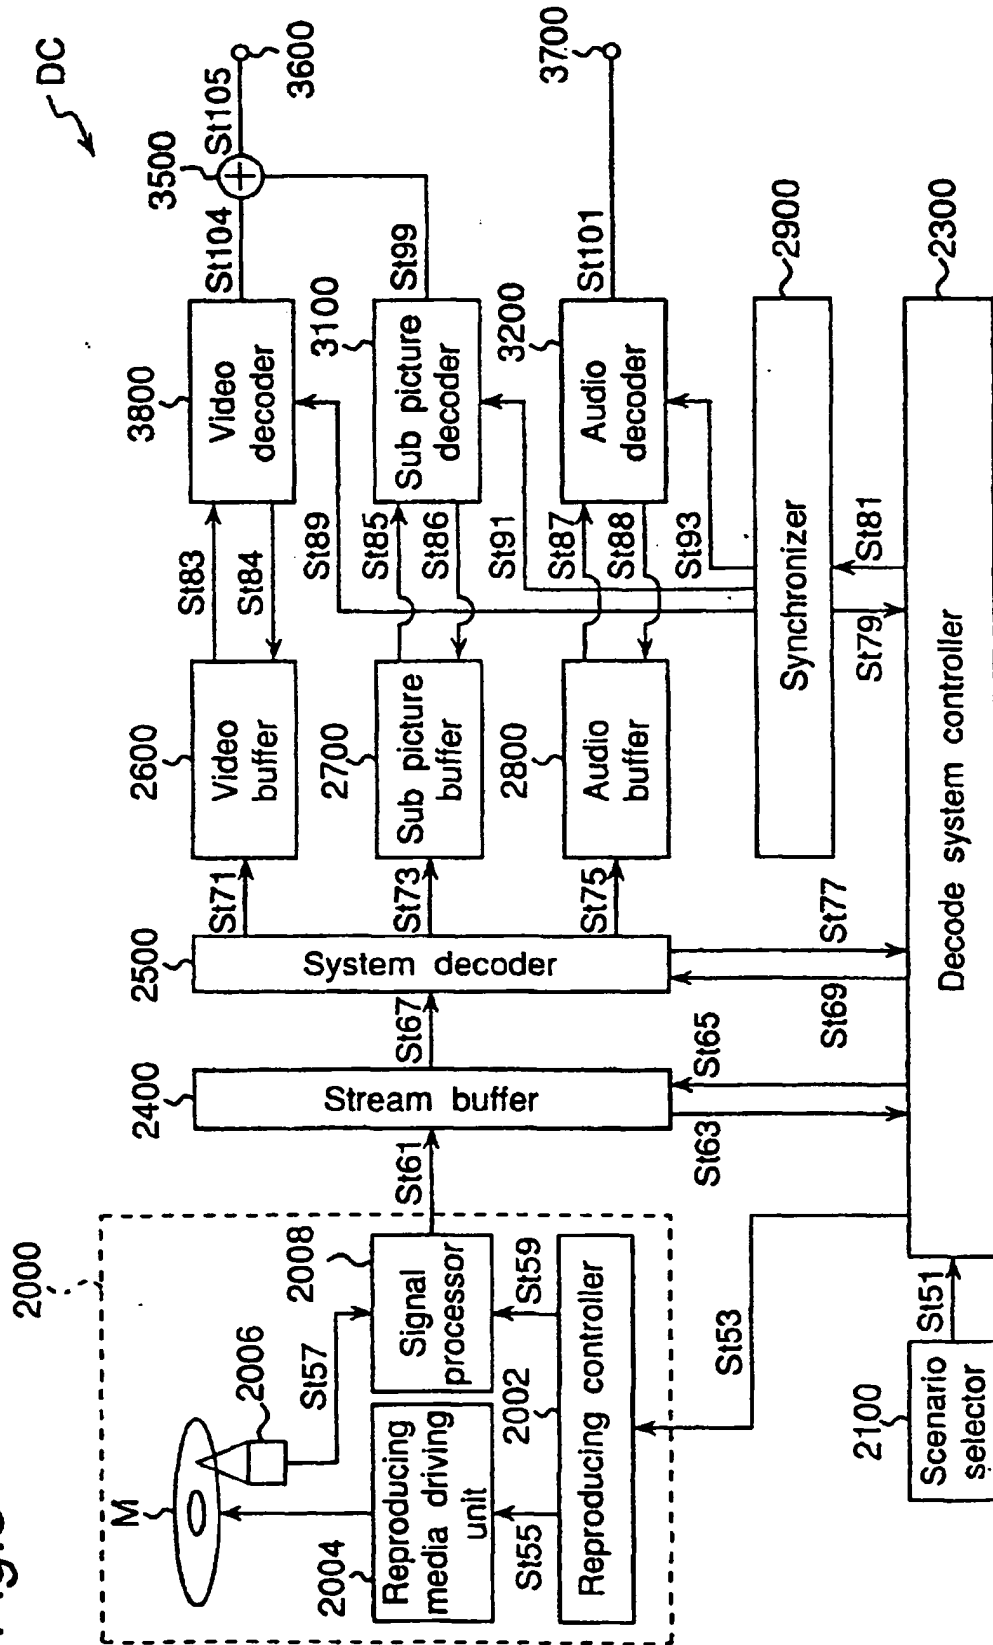 DC
2000
M
2006
St57
2008
Signal
processor
St59
2004
Reproducing
media driving
unit
St55
2002
Reproducing controller
St53
2100
Scenario
selector
St51
St61
2400
Stream buffer
St63
St65
St67
2500
System decoder
St69
St77
St71
St73
St75
2600
Video
buffer
2700
Sub picture
buffer
2800
Audio
buffer
St83
St84
St89
St85
St86
St91
St87
St88
St93
3800
Video
decoder
3100
Sub picture
decoder
3200
Audio
decoder
St104
3500
+
St105
3600
St99
St101
3700
Synchronizer
2900
St79
St81
Decode system controller
2300